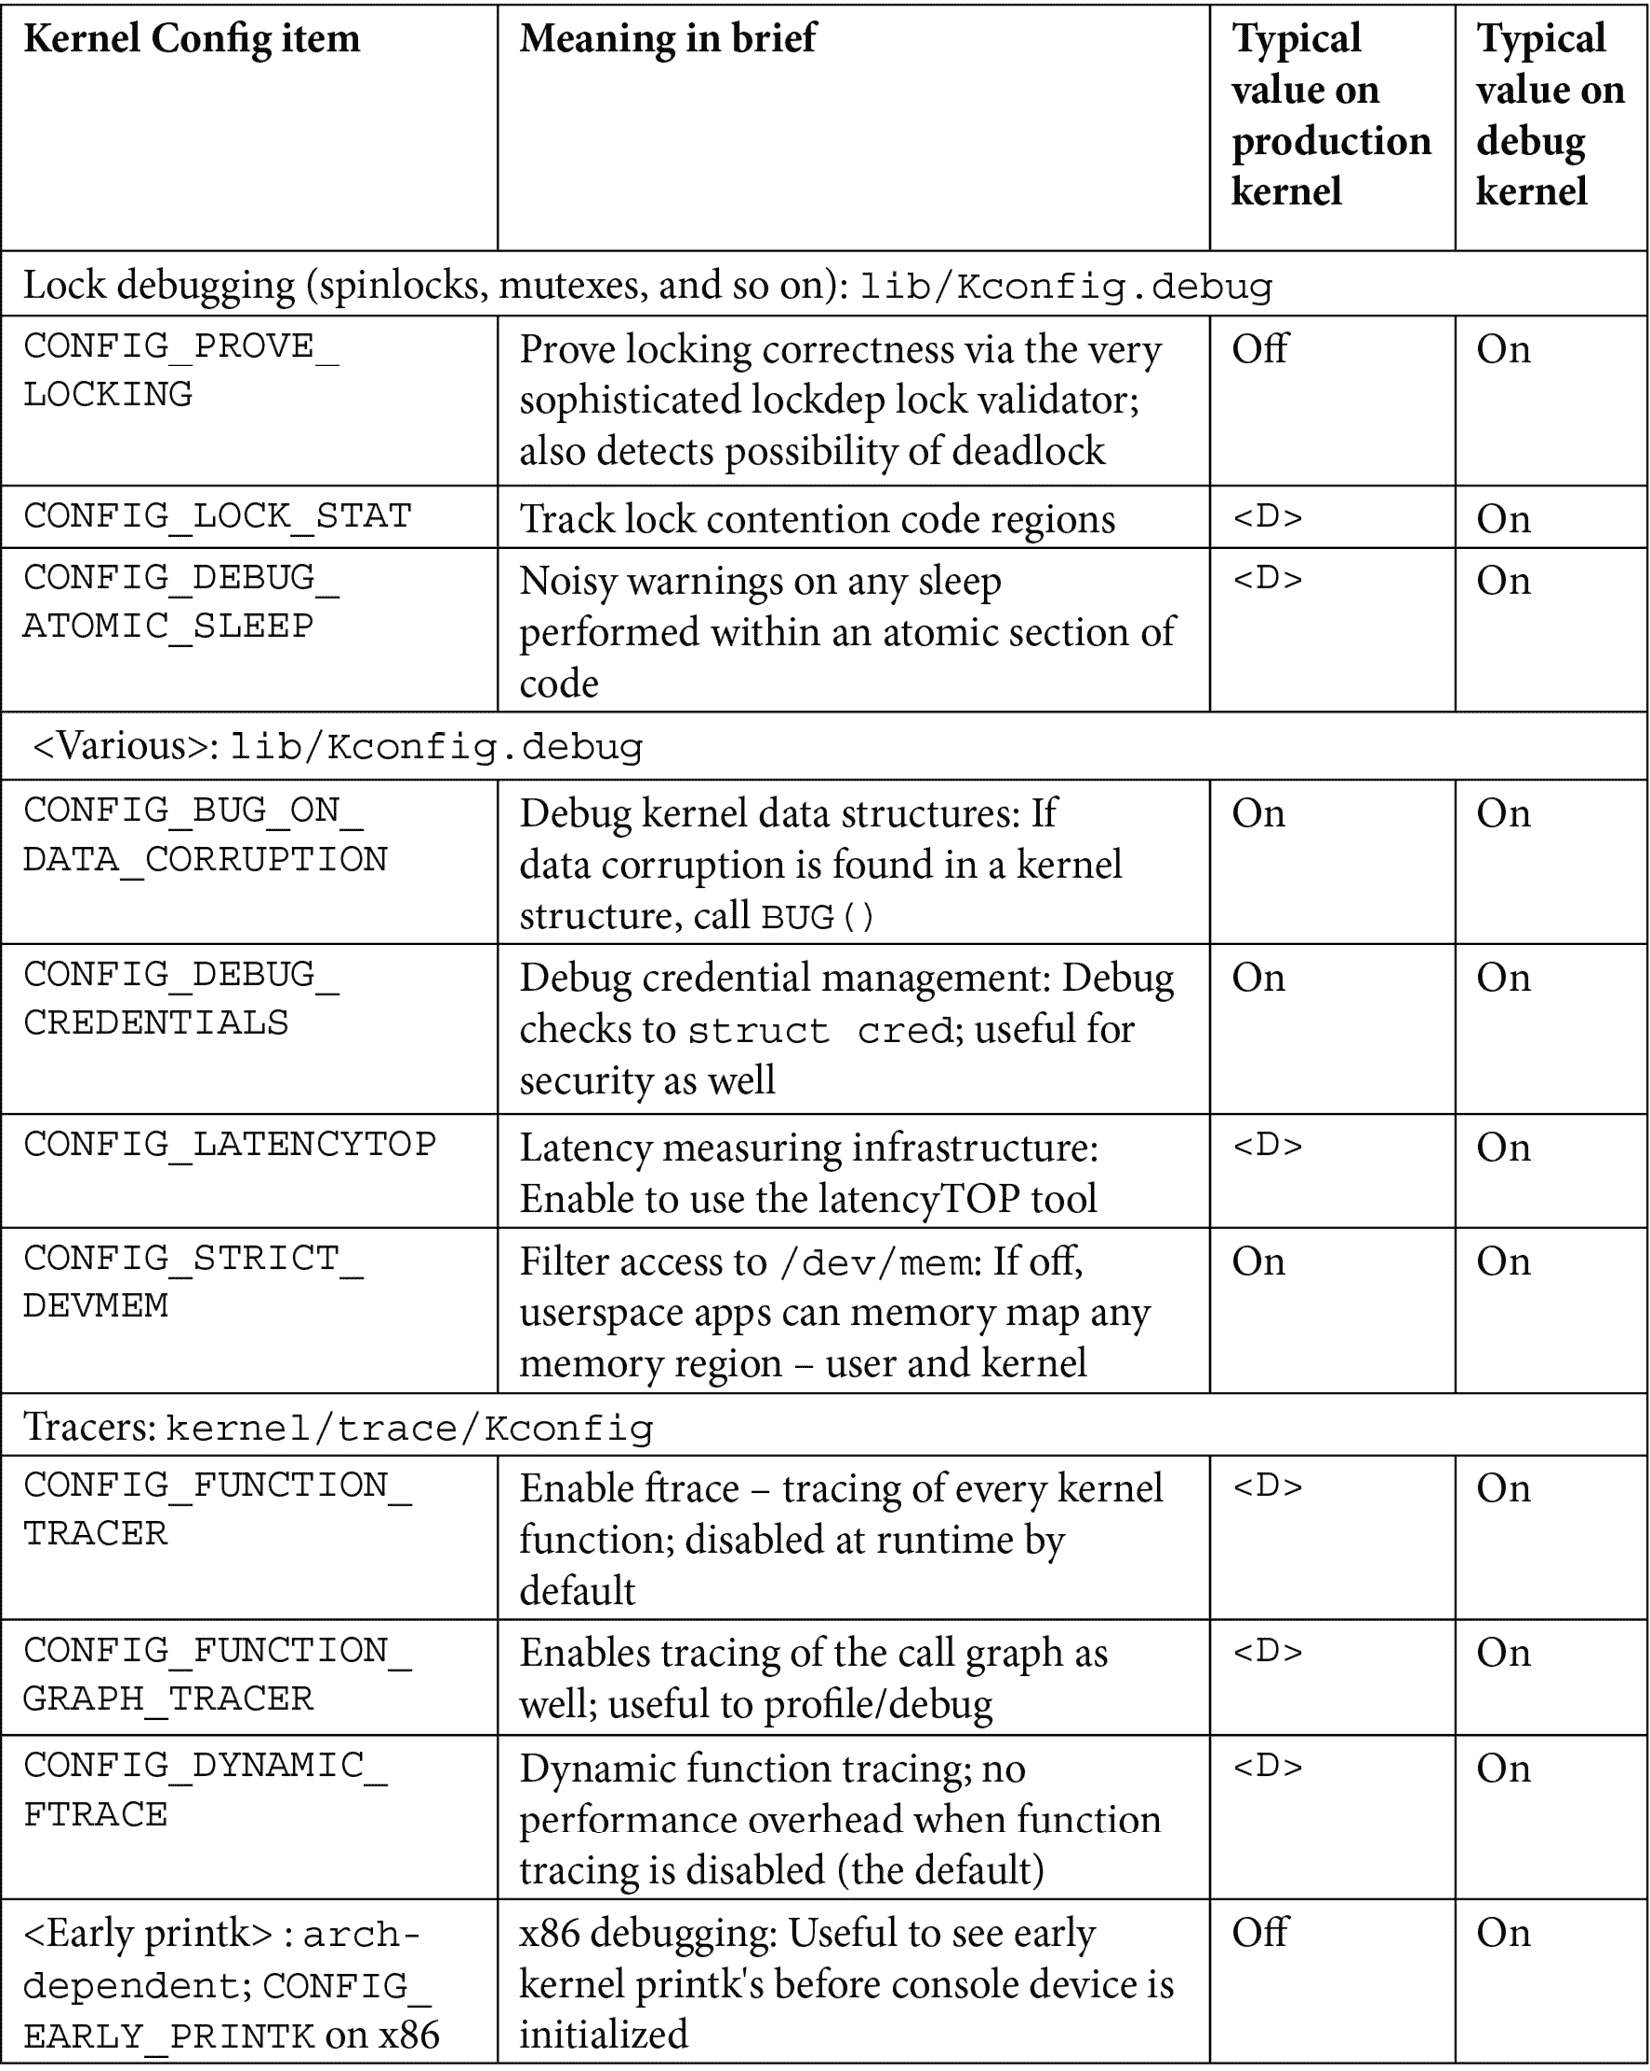 Kernel Config item
Meaning in brief
Typical
value on
production
kernel
Typical
value on
debug
kernel
Lock debugging (spinlocks, mutexes, and so on): lib/Kconfig.debug
CONFIG_PROVE_
LOCKING
Prove locking correctness via the very
sophisticated lockdep lock validator;
also detects possibility of deadlock
Off
On
CONFIG_LOCK_STAT
Track lock contention code regions
<D>
On
CONFIG_DEBUG_
ATOMIC_SLEEP
Noisy warnings on any sleep
performed within an atomic section of
code
<D>
On
<Various>: lib/Kconfig.debug
CONFIG_BUG_ON_
DATA_CORRUPTION
Debug kernel data structures: If
data corruption is found in a kernel
structure, call BUG()
On
On
CONFIG_DEBUG_
CREDENTIALS
Debug credential management: Debug
checks to struct cred; useful for
security as well
On
On
CONFIG_LATENCYTOP
Latency measuring infrastructure:
Enable to use the latencyTOP tool
<D>
On
CONFIG_STRICT_
DEVMEM
Filter access to /dev/mem: If off,
userspace apps can memory map any
memory region – user and kernel
On
On
Tracers: kernel/trace/Kconfig
CONFIG_FUNCTION_
TRACER
Enable ftrace – tracing of every kernel
function; disabled at runtime by
default
<D>
On
CONFIG_FUNCTION_
GRAPH_TRACER
Enables tracing of the call graph as
well; useful to profile/debug
<D>
On
CONFIG_DYNAMIC_
FTRACE
Dynamic function tracing; no
performance overhead when function
tracing is disabled (the default)
<D>
On
<Early printk> : arch-
dependent; CONFIG_
EARLY_PRINTK on x86
x86 debugging: Useful to see early
kernel printk's before console device is
initialized
Off
On